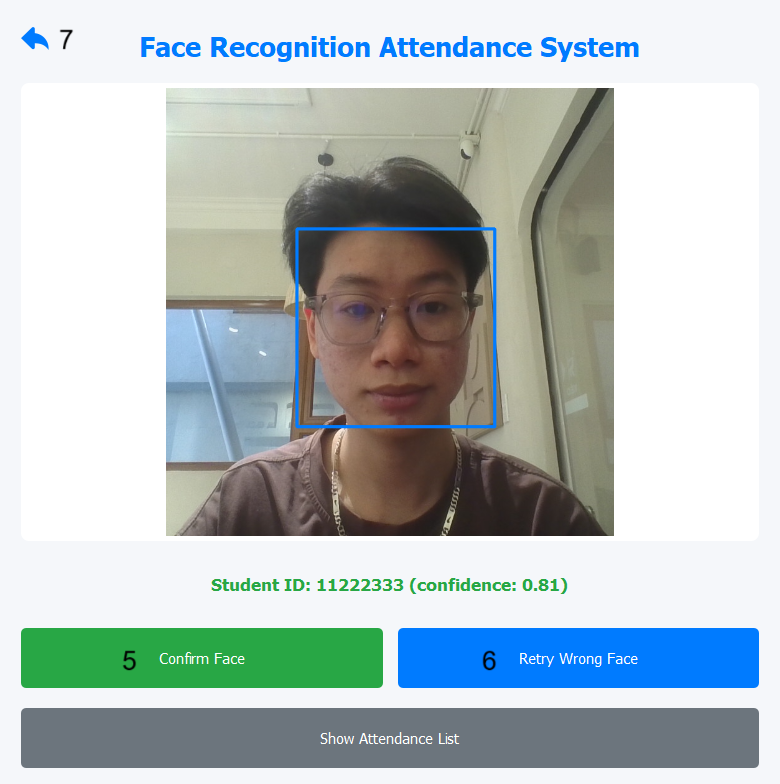 7
Face Recognition Attendance System
Student ID: 11222333 (confidence: 0.81)
5 Confirm Face
6 Retry Wrong Face
Show Attendance List